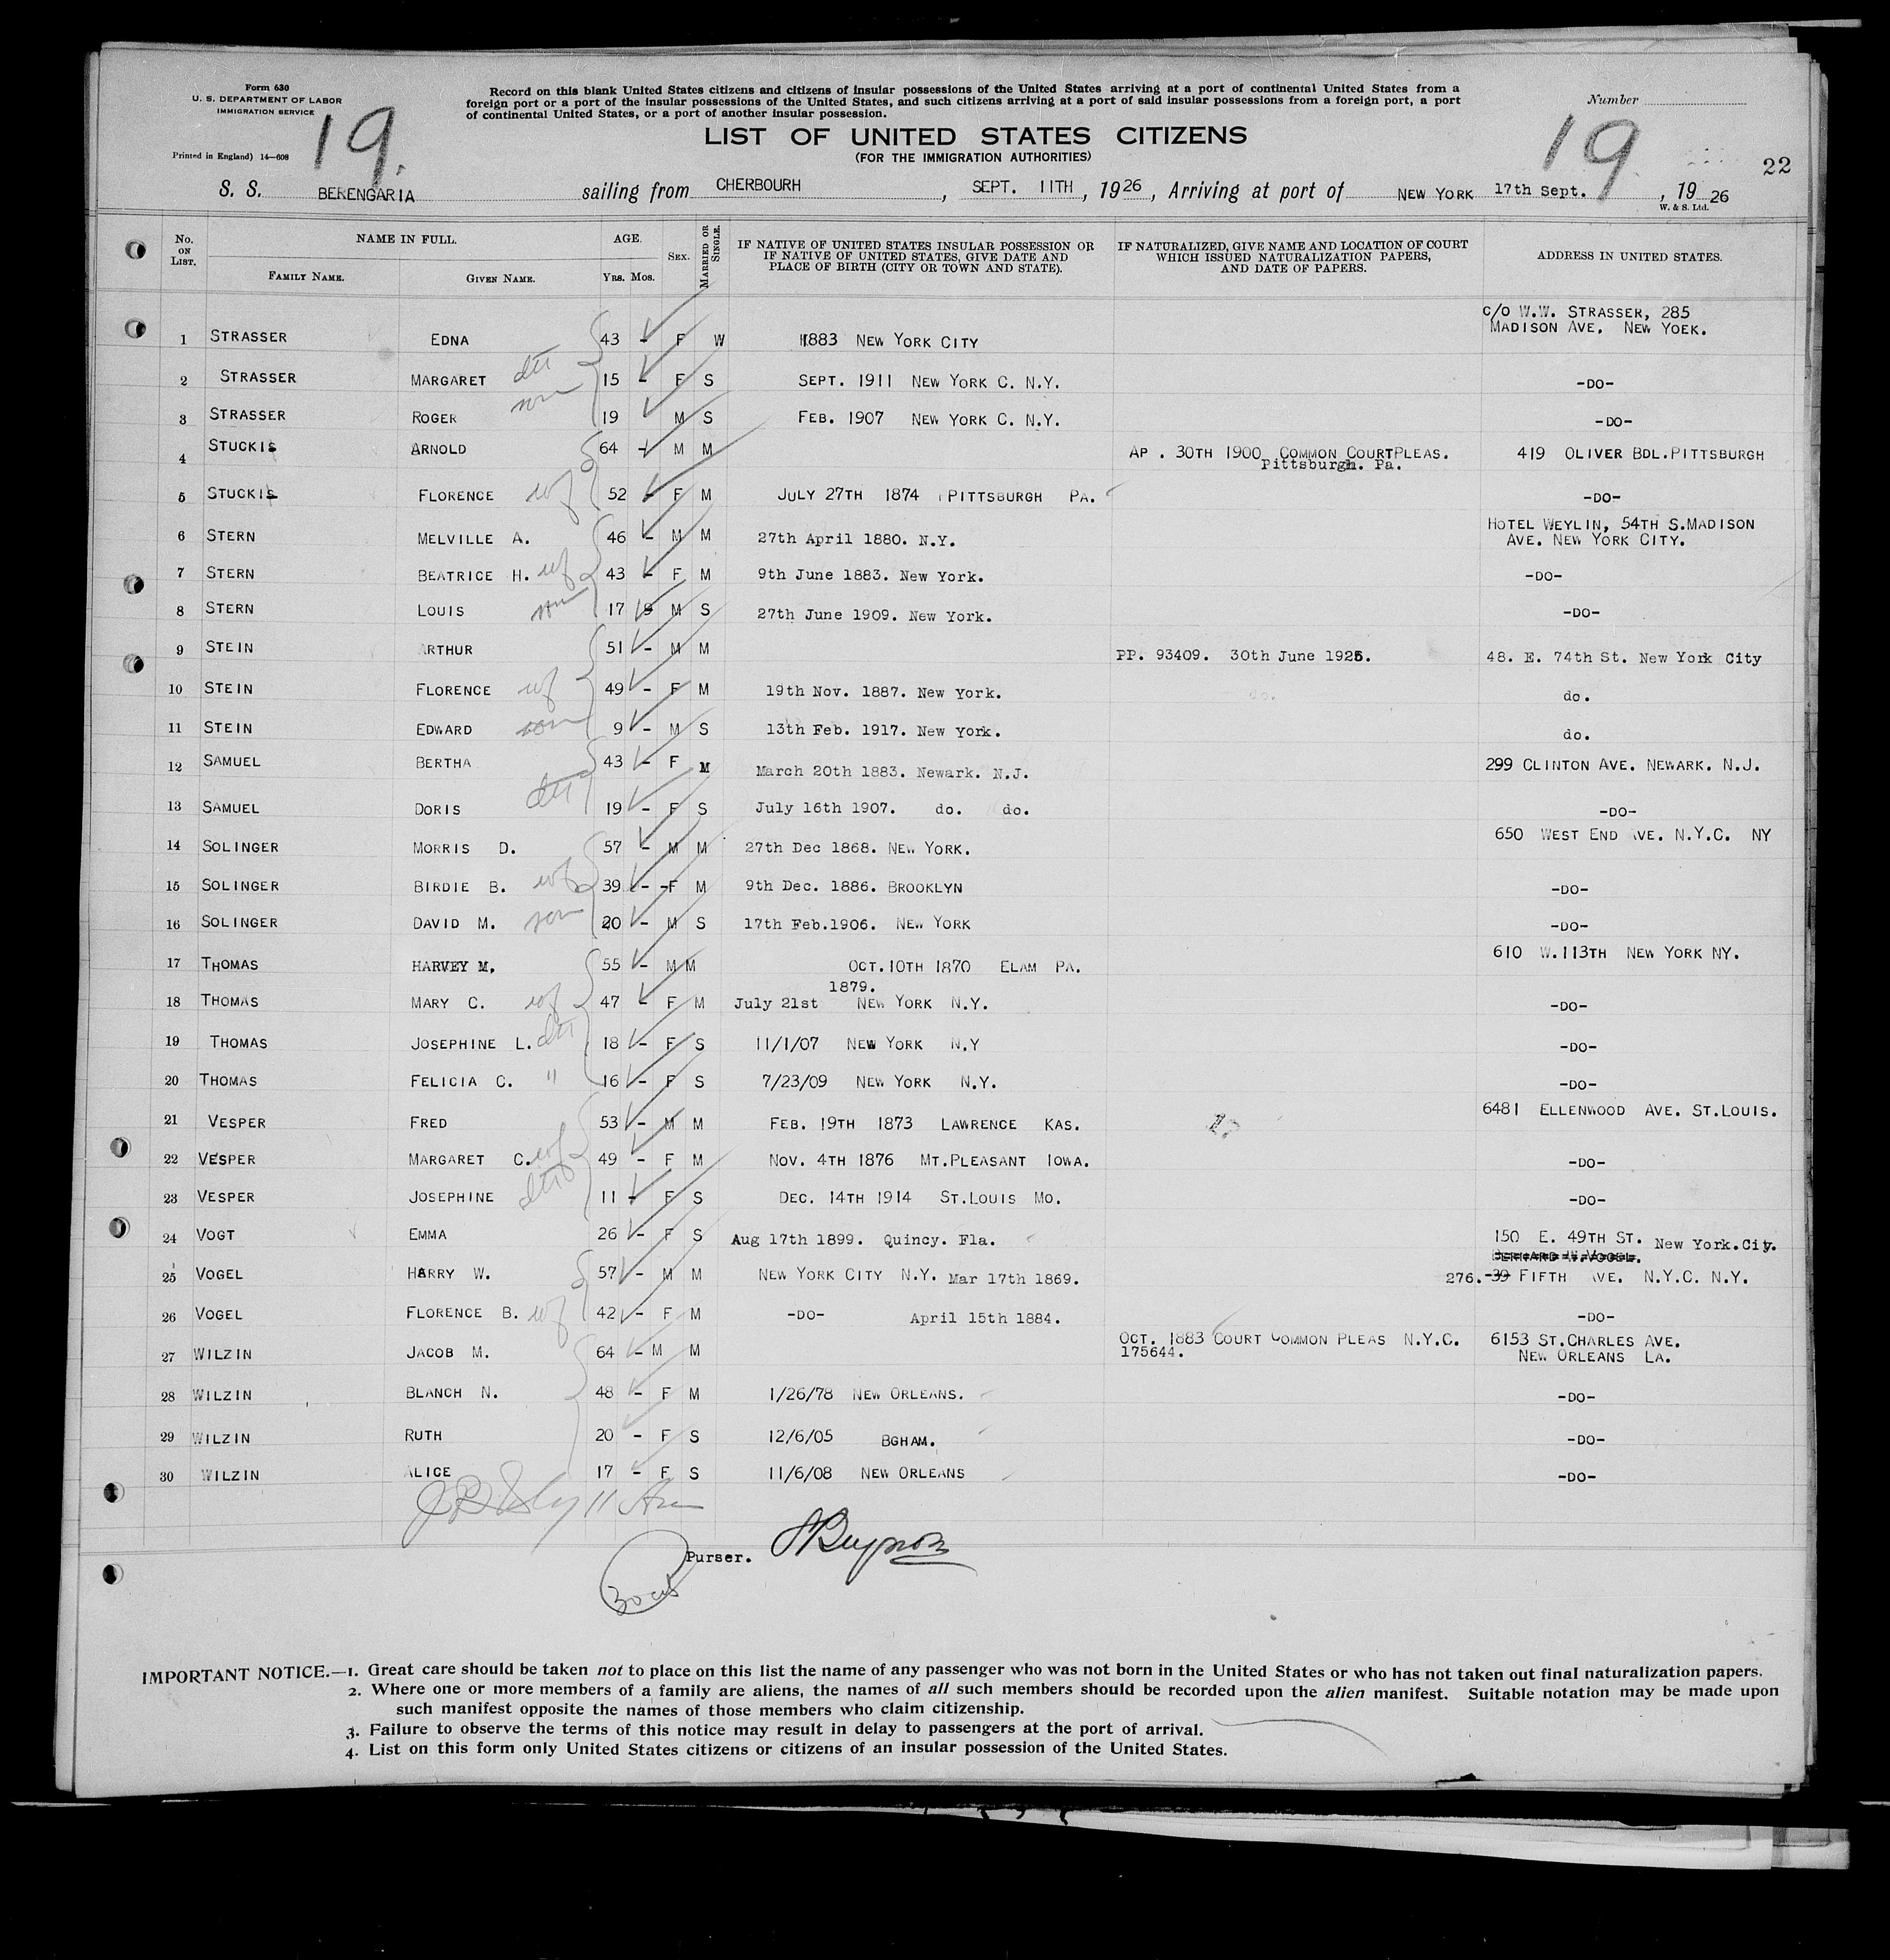 Form 630
U. S. DEPARTMENT OF LABOR
IMMIGRATION SERVICE
Printed in England) 14—608
19.
Record on this blank United States citizens and citizens of insular possessions of the United States arriving at a port of continental United States from a
foreign port or a port of the insular possessions of the United States, and such citizens arriving at a port of said insular possessions from a foreign port, a port
of continental United States, or a port of another insular possession.
LIST OF UNITED STATES CITIZENS
(FOR THE IMMIGRATION AUTHORITIES)
Number
19
22
S. S. BERENGARIA sailing from CHERBOURH, SEPT. 11TH, 1926, Arriving at port of NEW YORK 17th Sept., 1926
W. & S. Ltd.
No. ON LIST. NAME IN FULL. FAMILY NAME. GIVEN NAME. AGE. Yrs. Mos. SEX. MARRIED OR SINGLE. IF NATIVE OF UNITED STATES INSULAR POSSESSION OR IF NATIVE OF UNITED STATES, GIVE DATE AND PLACE OF BIRTH (CITY OR TOWN AND STATE). IF NATURALIZED, GIVE NAME AND LOCATION OF COURT WHICH ISSUED NATURALIZATION PAPERS, AND DATE OF PAPERS. ADDRESS IN UNITED STATES.
1 STRASSER EDNA 43 - F W 1883 NEW YORK CITY C/O W.W. STRASSER, 285 MADISON AVE. NEW YOEK.
2 STRASSER MARGARET dtr 15 - F S SEPT. 1911 NEW YORK C. N.Y. -DO-
3 STRASSER ROGER son 19 M S FEB. 1907 NEW YORK C. N.Y. -DO-
4 STUCKI ARNOLD 64 - M M AP . 30TH 1900 COMMON COURTPLEAS. Pittsburgh. Pa. 419 OLIVER BDL.PITTSBURGH
5 STUCKI FLORENCE wf 52 - F M JULY 27TH 1874 PITTSBURGH PA. -DO-
6 STERN MELVILLE A. 46 - M M 27th April 1880. N.Y. HOTEL WEYLIN, 54TH S.MADISON AVE. NEW YORK CITY.
7 STERN BEATRICE H. wf 43 - F M 9th June 1883. New York. -DO-
8 STERN LOUIS son 17 M S 27th June 1909. New York. -DO-
9 STEIN ARTHUR 51 - M M PP. 93409. 30th June 1926. 48. E. 74th St. New York City
10 STEIN FLORENCE wf 49 - F M 19th Nov. 1887. New York. do. do.
11 STEIN EDWARD son 9 - M S 13th Feb. 1917. New York. do.
12 SAMUEL BERTHA 43 - F M March 20th 1883. Newark. N.J. 299 CLINTON AVE. NEWARK. N.J.
13 SAMUEL DORIS dtr 19 - F S July 16th 1907. do. do. -DO-
14 SOLINGER MORRIS D. 57 - M M 27th Dec 1868. NEW YORK. 650 WEST END AVE. N.Y.C. NY
15 SOLINGER BIRDIE B. wf 39 - -F M 9th Dec. 1886. BROOKLYN -DO-
16 SOLINGER DAVID M. son 20 - M S 17th Feb.1906. NEW YORK -DO-
17 THOMAS HARVEY M. 55 - M M OCT.10TH 1870 ELAM PA. 610 W.113TH NEW YORK NY.
18 THOMAS MARY C. wf 47 - F M July 21st 1879. NEW YORK N.Y. -DO-
19 THOMAS JOSEPHINE L. dtr 18 - F S 11/1/07 NEW YORK N.Y -DO-
20 THOMAS FELICIA C. " 16 - F S 7/23/09 NEW YORK N.Y. -DO-
21 VESPER FRED 53 - M M FEB. 19TH 1873 LAWRENCE KAS. 6481 ELLENWOOD AVE. ST.LOUIS.
22 VESPER MARGARET C. wf 49 - F M NOV. 4TH 1876 MT.PLEASANT IOWA. -DO-
23 VESPER JOSEPHINE dtr 11 - F S DEC. 14TH 1914 ST.LOUIS MO. -DO-
24 VOGT EMMA 26 - F S Aug 17th 1899. Quincy. Fla. 150 E. 49TH ST. New York.City.
BERNARD W.VOGEL.
25 VOGEL HARRY W. 57 - M M NEW YORK CITY N.Y. Mar 17th 1869. 276.-39 FIFTH AVE. N.Y.C. N.Y.
26 VOGEL FLORENCE B. wf 42 - F M -DO- April 15th 1884. -DO-
27 WILZIN JACOB M. 64 - M M OCT. 1883 COURT COMMON PLEAS N.Y.C. 175644. 6153 ST.CHARLES AVE. NEW ORLEANS LA.
28 WILZIN BLANCH N. 48 - F M 1/26/78 NEW ORLEANS. -DO-
29 WILZIN RUTH 20 - F S 12/6/05 BGHAM. -DO-
30 WILZIN ALICE 17 - F S 11/6/08 NEW ORLEANS -DO-
Purser.
30 cit
IMPORTANT NOTICE.—1. Great care should be taken not to place on this list the name of any passenger who was not born in the United States or who has not taken out final naturalization papers.
2. Where one or more members of a family are aliens, the names of all such members should be recorded upon the alien manifest. Suitable notation may be made upon
such manifest opposite the names of those members who claim citizenship.
3. Failure to observe the terms of this notice may result in delay to passengers at the port of arrival.
4. List on this form only United States citizens or citizens of an insular possession of the United States.